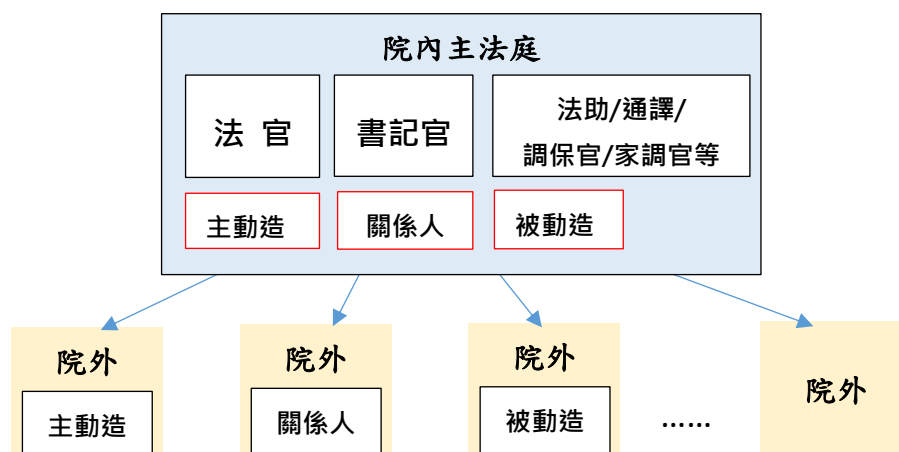 院內主法庭
法 官
書記官
法助/通譯/
調保官/家調官等
主動造
關係人
被動造
院外
主動造
院外
關係人
院外
被動造
......
院外